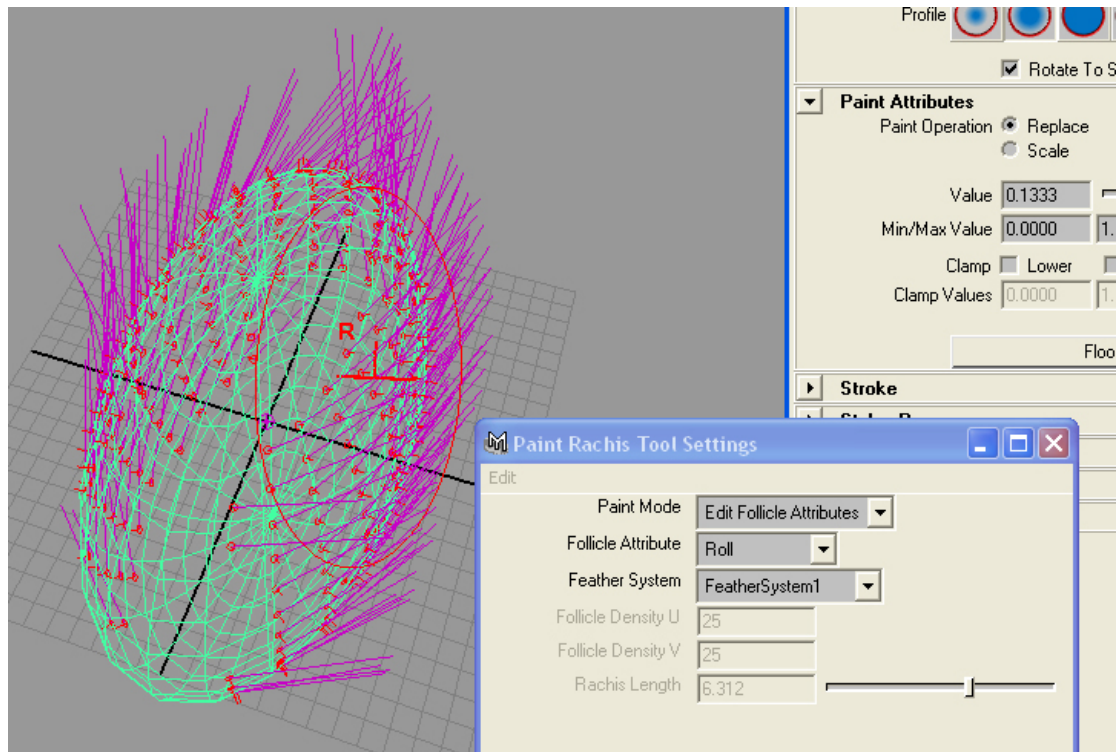 Profile
Rotate To S
Paint Attributes
Paint Operation Replace
Scale
Value 0.1333
Min/Max Value 0.0000 1.
Clamp Lower
Clamp Values 0.0000 1.
Floo
Stroke
R
Paint Rachis Tool Settings
Edit
Paint Mode Edit Follicle Attributes
Follicle Attribute Roll
Feather System FeatherSystem1
Follicle Density U 25
Follicle Density V 25
Rachis Length 6.312